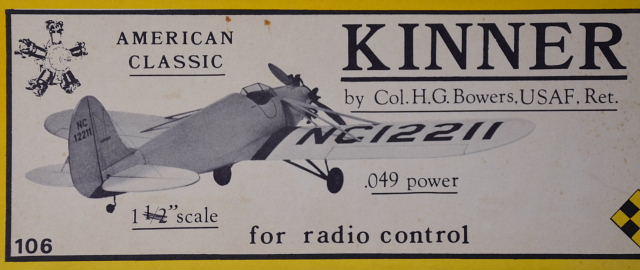 AMERICAN
CLASSIC
KINNER
by Col. H.G. Bowers, USAF, Ret.
NC
12211
NC12211
.049 power
1 1/2" scale
for radio control
106